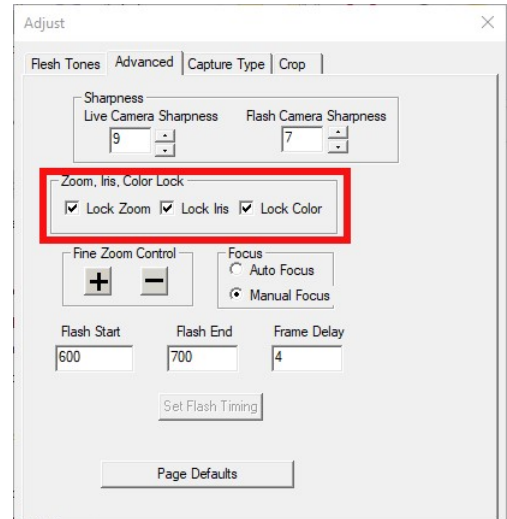 Adjust
Flesh Tones Advanced Capture Type Crop
Sharpness
Live Camera Sharpness Flash Camera Sharpness
9 7
Zoom, Iris, Color Lock
Lock Zoom Lock Iris Lock Color
Fine Zoom Control Focus
Auto Focus
Manual Focus
Flash Start Flash End Frame Delay
600 700 4
Set Flash Timing
Page Defaults